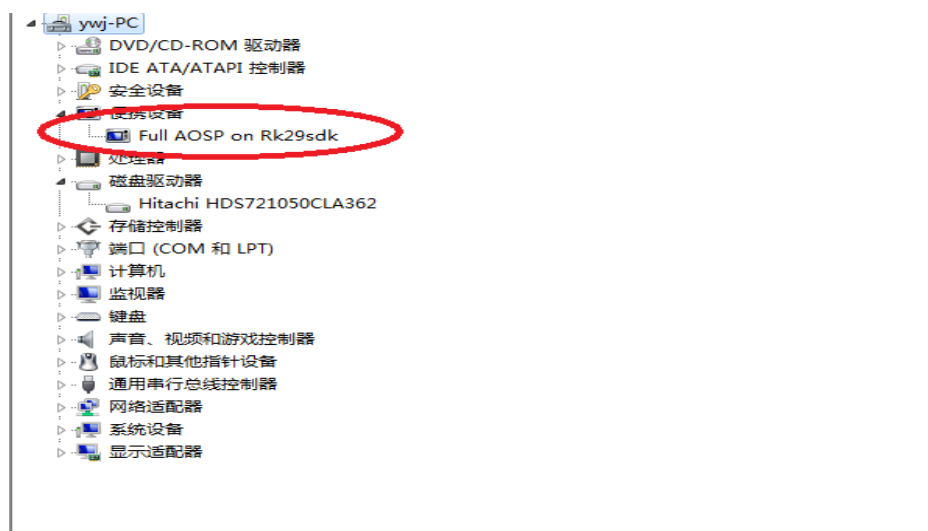 ywj-PC
DVD/CD-ROM 驱动器
IDE ATA/ATAPI 控制器
安全设备
便携设备
Full AOSP on Rk29sdk
处理器
磁盘驱动器
Hitachi HDS721050CLA362
存储控制器
端口 (COM 和 LPT)
计算机
监视器
键盘
声音、视频和游戏控制器
鼠标和其他指针设备
通用串行总线控制器
网络适配器
系统设备
显示适配器